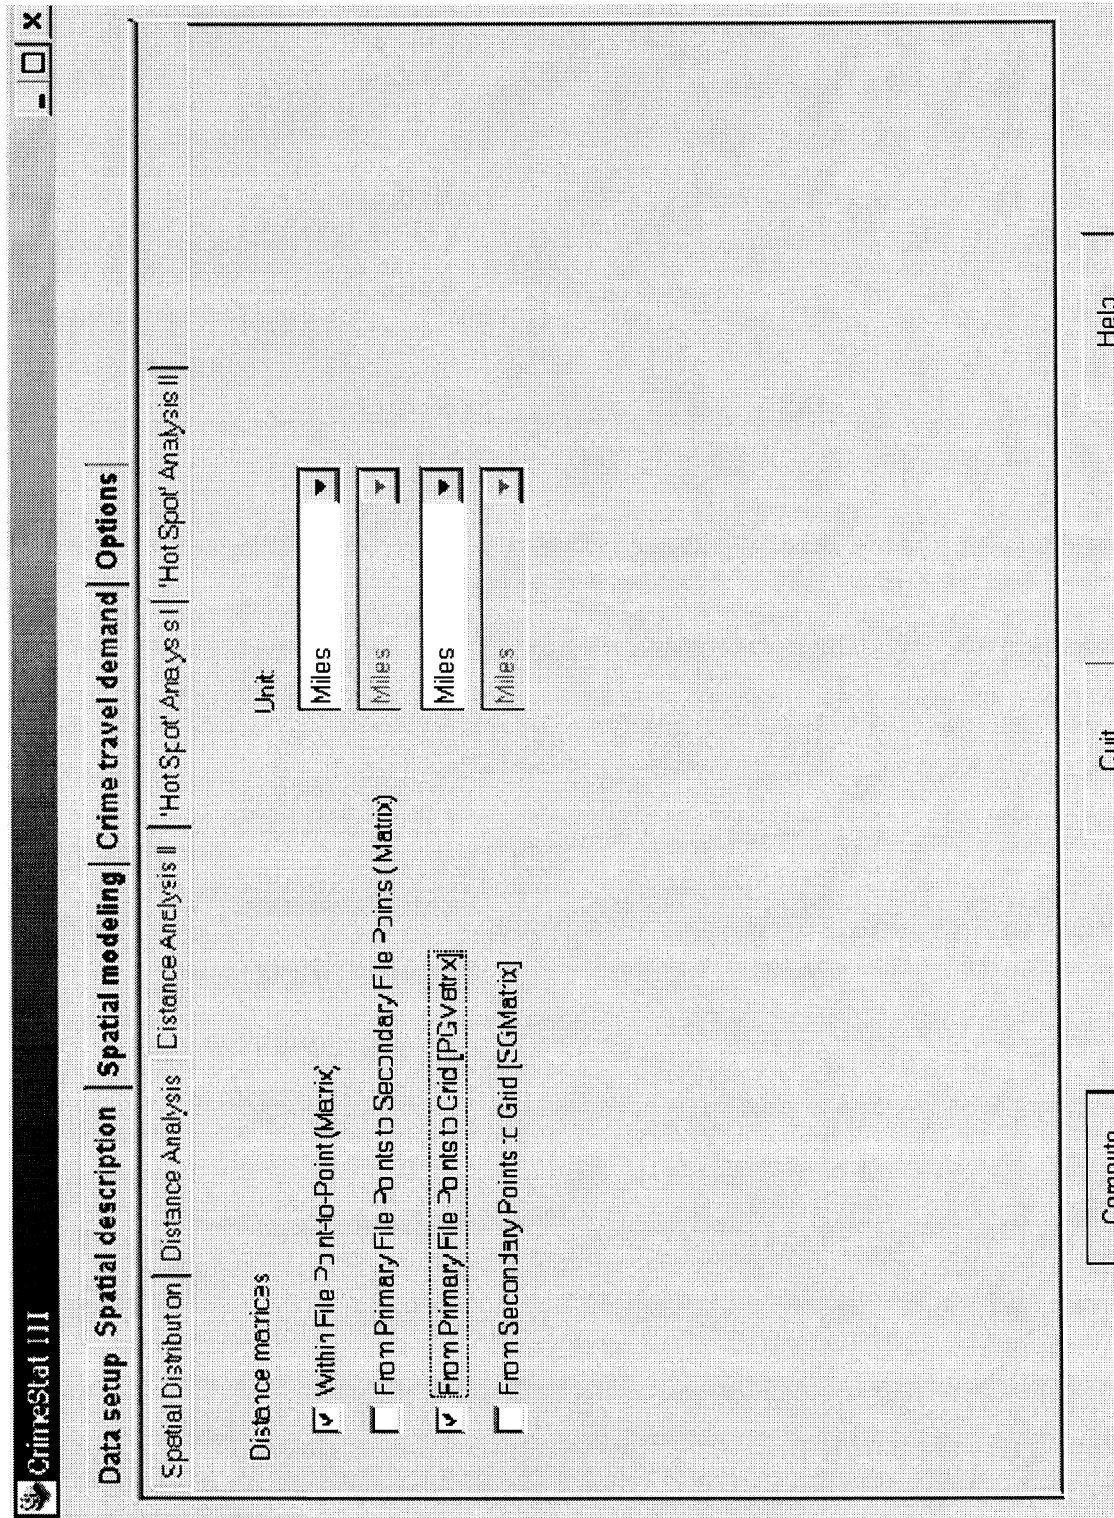 CrimeStat III
Data setup Spatial description Spatial modeling Crime travel demand Options
Spatial Distributon Distance Analysis Distance Analysis II 'Hot Spot' Anaysis I 'Hot Spot' Analysis II
Distance matrices Unit
Within File Point-to-Point (Matrix) Miles
From Primary File Points to Secondary File Points (Matrix) Miles
From Primary File Points to Grid [PGMatrix] Miles
From Secondary Points to Grid [SGMatrix] Miles
Compute Quit Help